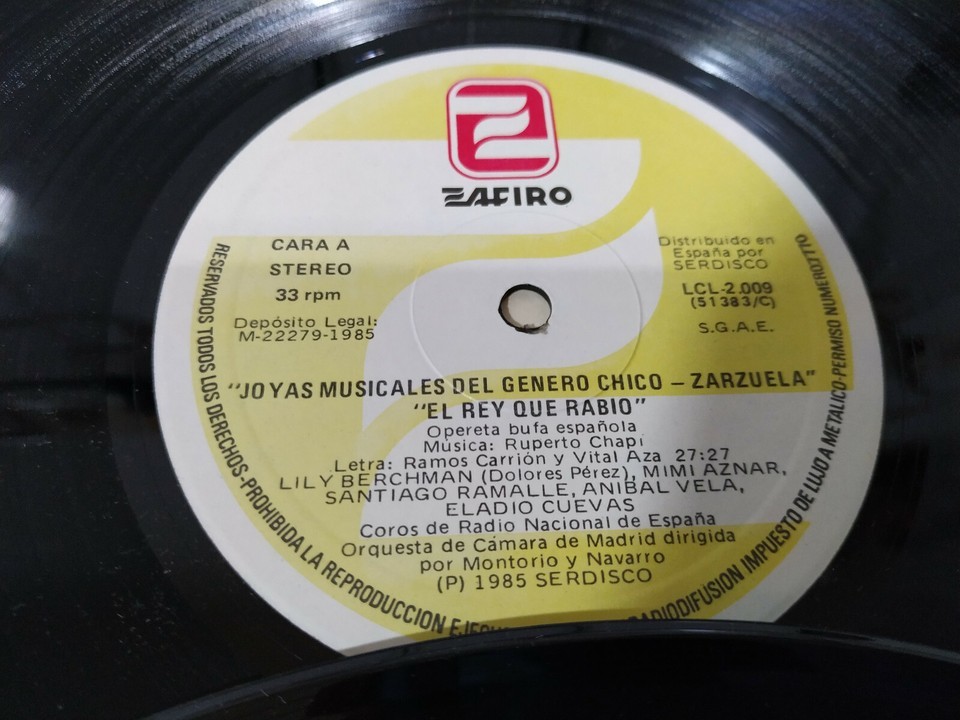 ZAFIRO
CARA A
STEREO
33 rpm
Depósito Legal:
M-22279-1985
Distribuido en
España por
SERDISCO
LCL-2.009
(51383/C)
S.G.A.E.
"JOYAS MUSICALES DEL GENERO CHICO – ZARZUELA"
"EL REY QUE RABIO"
Opereta bufa española
Música: Ruperto Chapí
Letra: Ramos Carrión y Vital Aza 27:27
LILY BERCHMAN (Dolores Pérez), MIMI AZNAR,
SANTIAGO RAMALLE, ANIBAL VELA,
ELADIO CUEVAS
Coros de Radio Nacional de España
Orquesta de Cámara de Madrid dirigida
por Montorio y Navarro
(P) 1985 SERDISCO
RESERVADOS TODOS LOS DERECHOS-PROHIBIDA LA REPRODUCCION RADIODIFUSION IMPUESTO DE LUJO A METALICO-PERMISO NUMERO